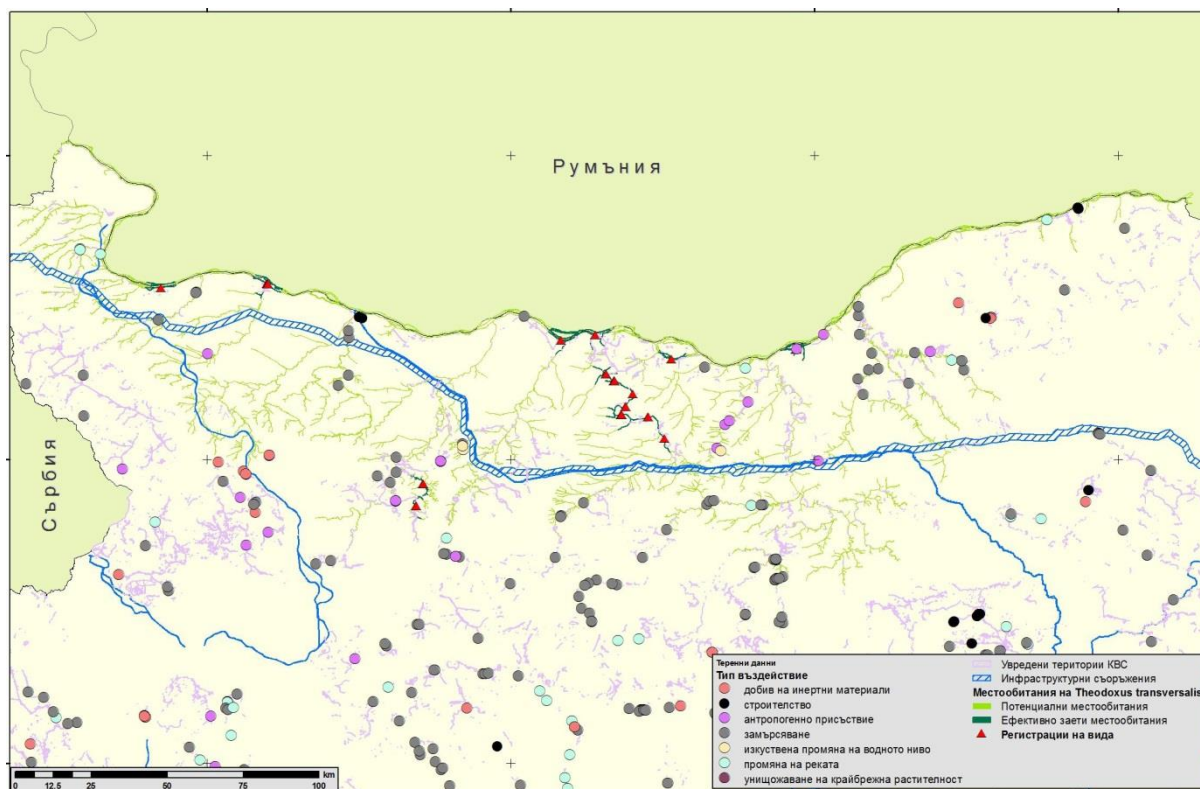 Румъния
Сърбия
Теренни данни
Тип въздействие
добив на инертни материали
строителство
антропогенно присъствие
замърсяване
изкуствена промяна на водното ниво
промяна на реката
унищожаване на крайбрежна растителност
Увредени територии КВС
Инфраструктурни съоръжения
Местообитания на Theodoxus transversalis
Потенциални местообитания
Ефективно заети местообитания
Регистрации на вида
km
0 12.5 25 50 75 100